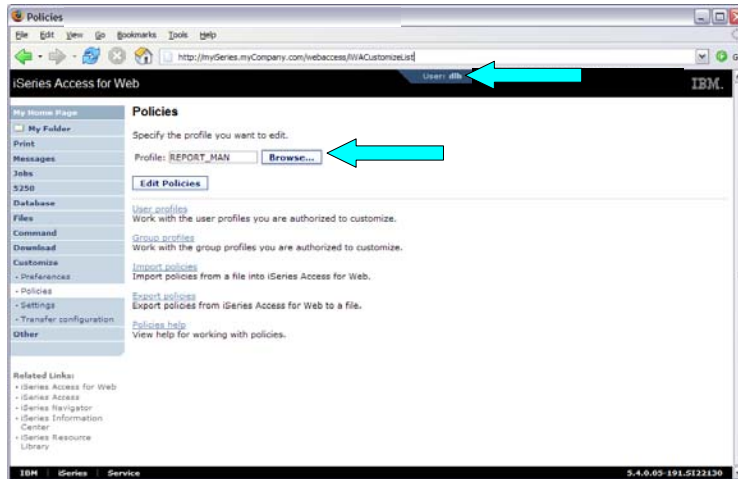 Policies
File Edit View Go Bookmarks Tools Help
http://myiSeries.myCompany.com/webaccess/iWACustomizeList
G
User: dlb
iSeries Access for Web
IBM.
My Home Page
My Folder
Print
Messages
Jobs
5250
Database
Files
Command
Download
Customize
- Preferences
- Policies
- Settings
- Transfer configuration
Other
Related Links:
• iSeries Access for Web
• iSeries Access
• iSeries Navigator
• iSeries Information
Center
• iSeries Resource
Library
Policies
Specify the profile you want to edit.
Profile: REPORT_MAN Browse...
Edit Policies
User profiles
Work with the user profiles you are authorized to customize.
Group profiles
Work with the group profiles you are authorized to customize.
Import policies
Import policies from a file into iSeries Access for Web.
Export policies
Export policies from iSeries Access for Web to a file.
Policies help
View help for working with policies.
IBM iSeries Service
5.4.0.05-191.SI22130